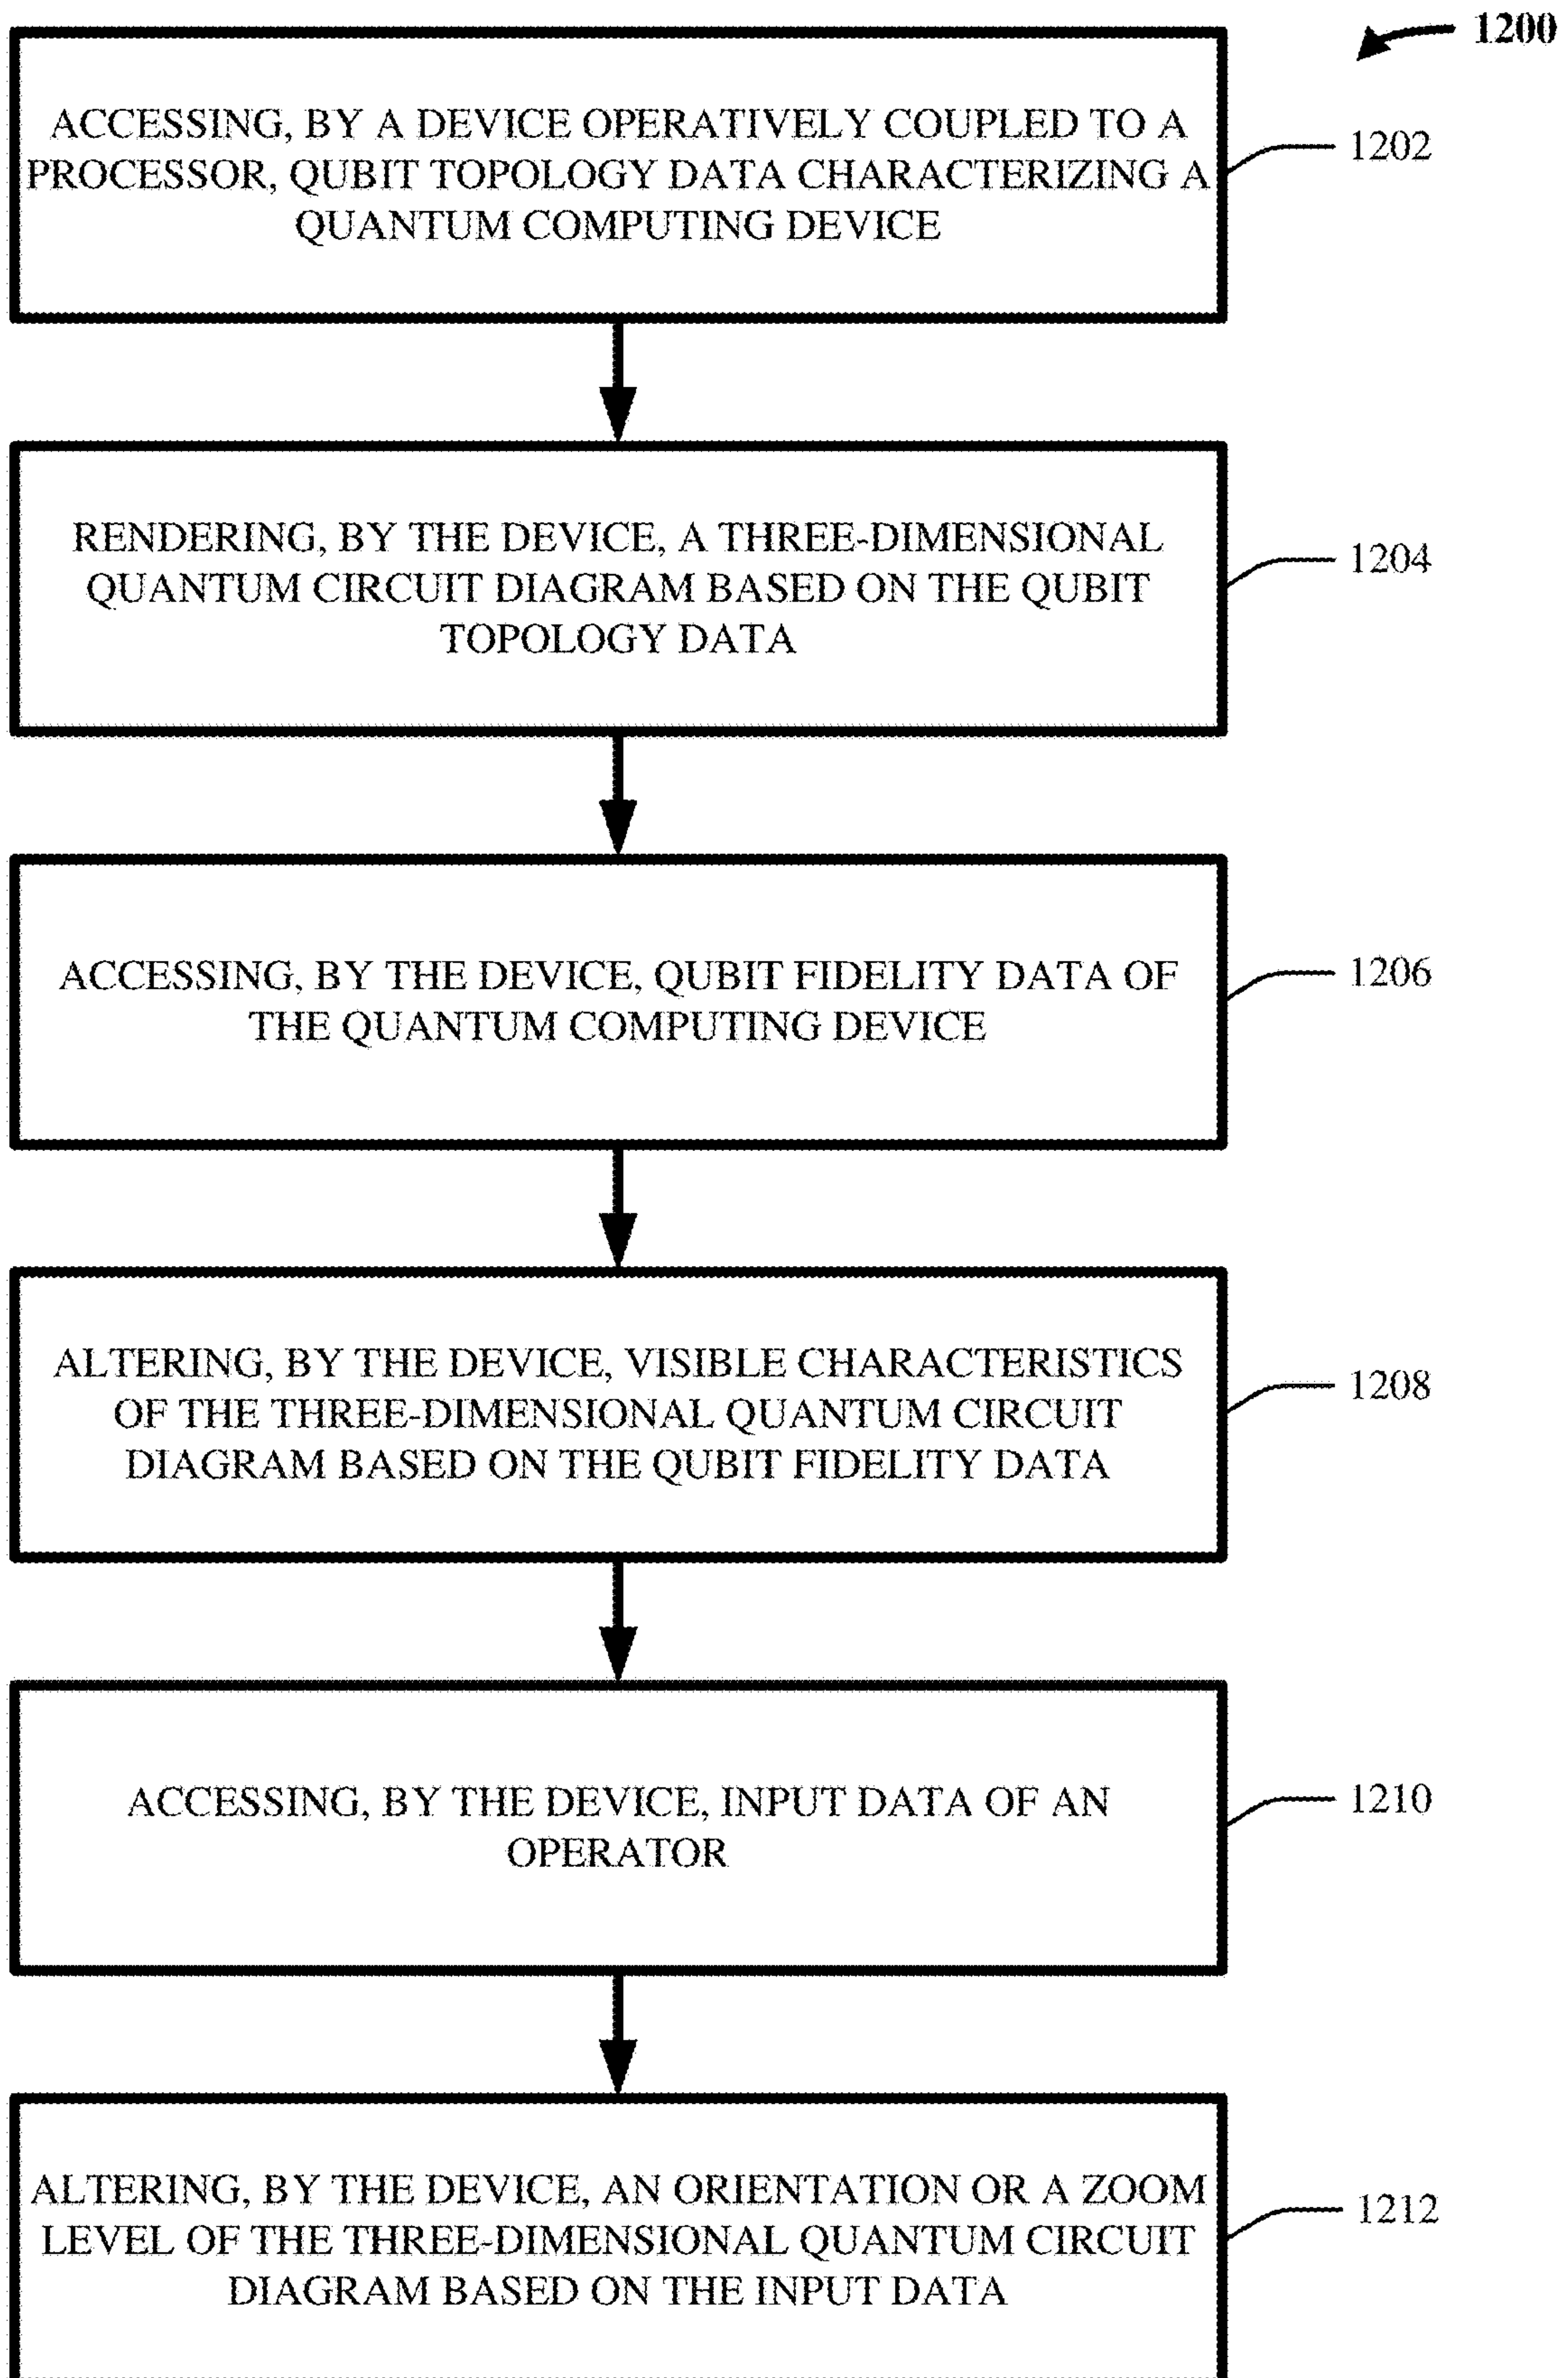 1200
ACCESSING, BY A DEVICE OPERATIVELY COUPLED TO A
PROCESSOR, QUBIT TOPOLOGY DATA CHARACTERIZING A
QUANTUM COMPUTING DEVICE
1202
RENDERING, BY THE DEVICE, A THREE-DIMENSIONAL
QUANTUM CIRCUIT DIAGRAM BASED ON THE QUBIT
TOPOLOGY DATA
1204
ACCESSING, BY THE DEVICE, QUBIT FIDELITY DATA OF
THE QUANTUM COMPUTING DEVICE
1206
ALTERING, BY THE DEVICE, VISIBLE CHARACTERISTICS
OF THE THREE-DIMENSIONAL QUANTUM CIRCUIT
DIAGRAM BASED ON THE QUBIT FIDELITY DATA
1208
ACCESSING, BY THE DEVICE, INPUT DATA OF AN
OPERATOR
1210
ALTERING, BY THE DEVICE, AN ORIENTATION OR A ZOOM
LEVEL OF THE THREE-DIMENSIONAL QUANTUM CIRCUIT
DIAGRAM BASED ON THE INPUT DATA
1212